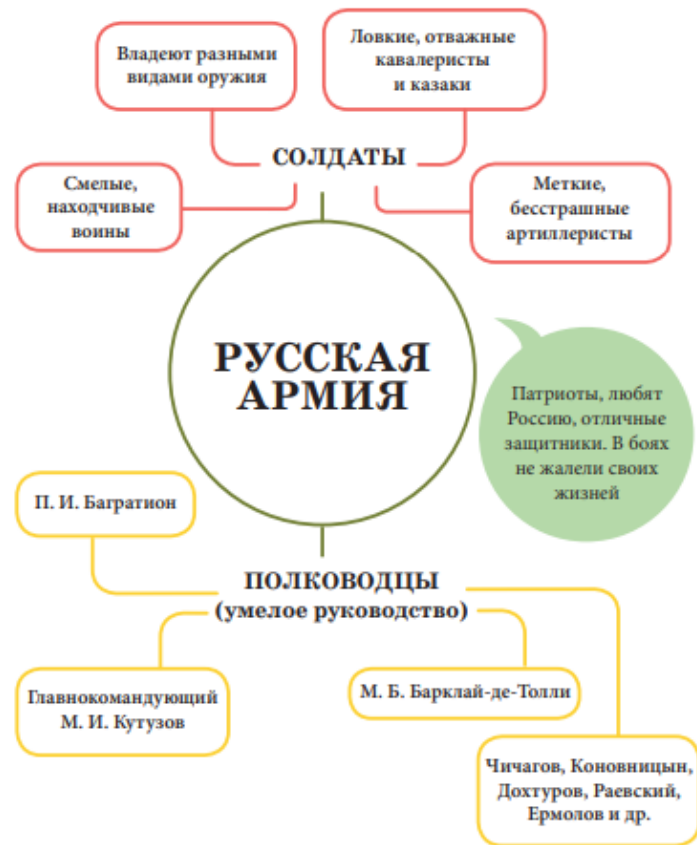 Владеют разными
видами оружия
Ловкие, отважные
кавалеристы
и казаки
СОЛДАТЫ
Смелые,
находчивые
воины
Меткие,
бесстрашные
артиллеристы
РУССКАЯ
АРМИЯ
Патриоты, любят
Россию, отличные
защитники. В боях
не жалели своих
жизней
П. И. Багратион
ПОЛКОВОДЦЫ
(умелое руководство)
Главнокомандующий
М. И. Кутузов
М. Б. Барклай-де-Толли
Чичагов, Коновницын,
Дохтуров, Раевский,
Ермолов и др.